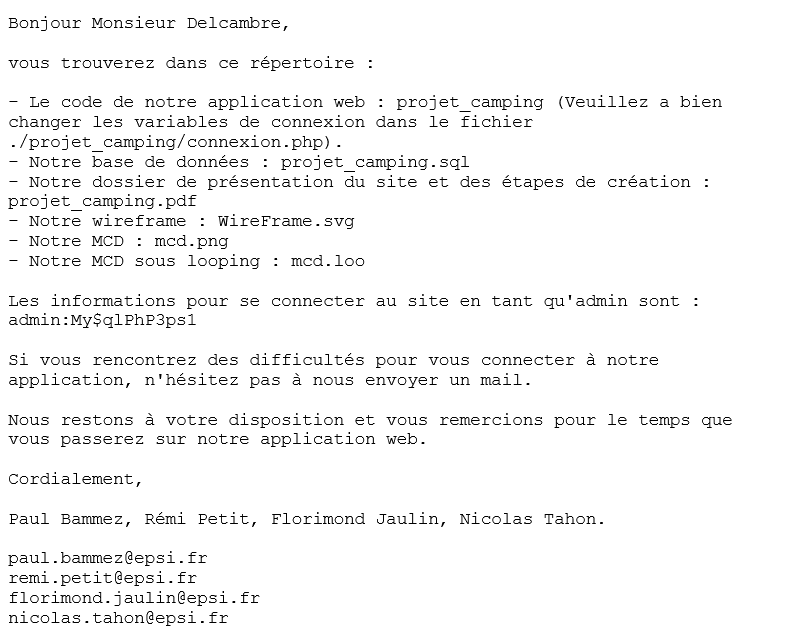 Bonjour Monsieur Delcambre,
vous trouverez dans ce répertoire :
- Le code de notre application web : projet_camping (Veuillez a bien
changer les variables de connexion dans le fichier
./projet_camping/connexion.php).
- Notre base de données : projet_camping.sql
- Notre dossier de présentation du site et des étapes de création :
projet_camping.pdf
- Notre wireframe : WireFrame.svg
- Notre MCD : mcd.png
- Notre MCD sous looping : mcd.loo
Les informations pour se connecter au site en tant qu'admin sont :
admin:My$qlPhP3ps1
Si vous rencontrez des difficultés pour vous connecter à notre
application, n'hésitez pas à nous envoyer un mail.
Nous restons à votre disposition et vous remercions pour le temps que
vous passerez sur notre application web.
Cordialement,
Paul Bammez, Rémi Petit, Florimond Jaulin, Nicolas Tahon.
paul.bammez@epsi.fr
remi.petit@epsi.fr
florimond.jaulin@epsi.fr
nicolas.tahon@epsi.fr